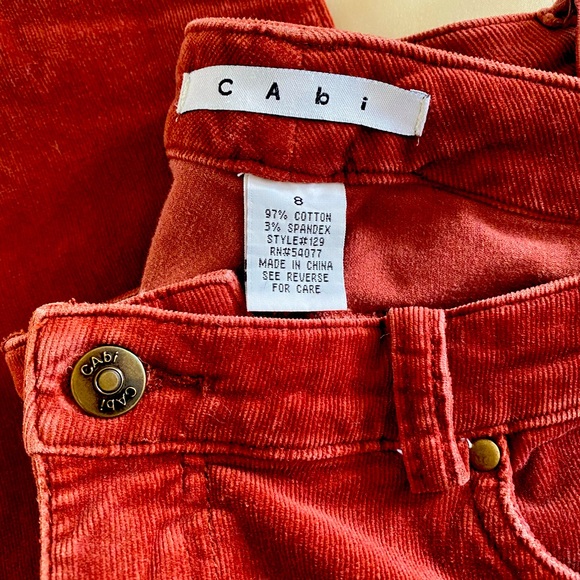 CAbi
8
97% COTTON
3% SPANDEX
STYLE#129
RN#54077
MADE IN CHINA
SEE REVERSE
FOR CARE
CAbi
CAbi